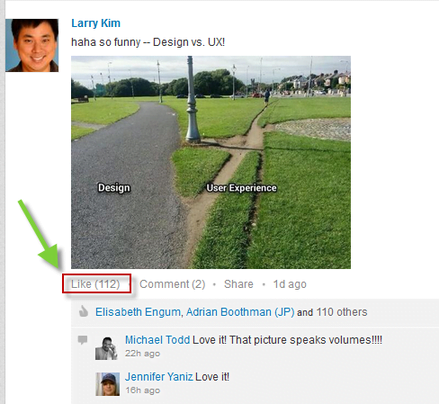 Larry Kim
haha so funny -- Design vs. UX!
Design
User Experience
Like (112) • Comment (2) • Share • 1d ago
Elisabeth Engum, Adrian Boothman (JP) and 110 others
Michael Todd Love it! That picture speaks volumes!!!!
22h ago
Jennifer Yaniz Love it!
16h ago